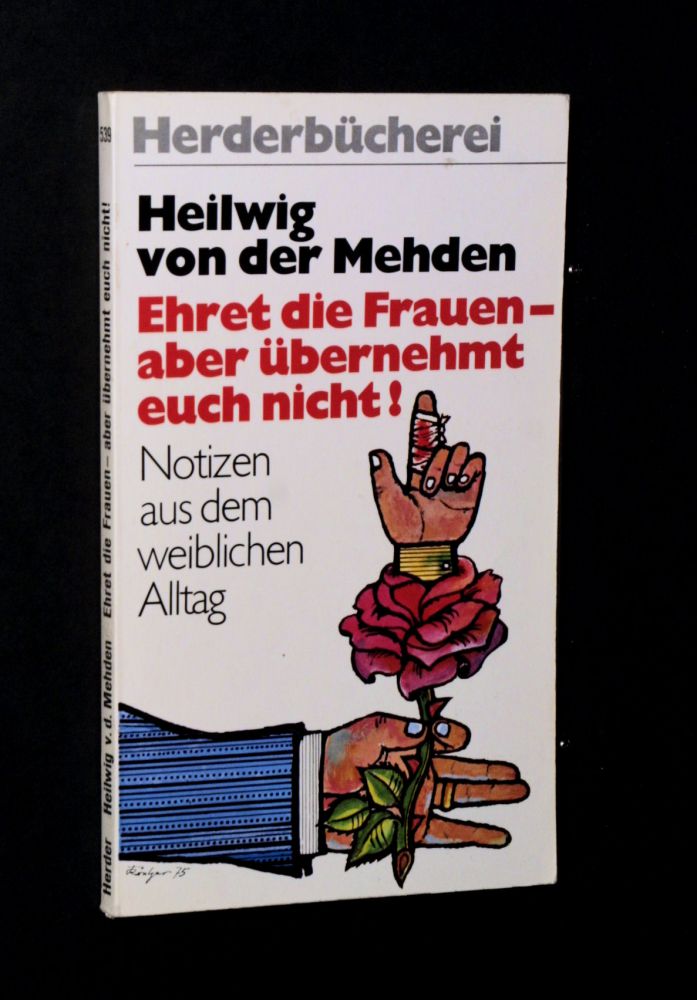 Herderbücherei
Heilwig
von der Mehden
Ehret die Frauen –
aber übernehmt
euch nicht!
Notizen
aus dem
weiblichen
Alltag
75
Herder Heilwig v. d. Mehden Ehret die Frauen – aber übernehmt euch nicht! 539